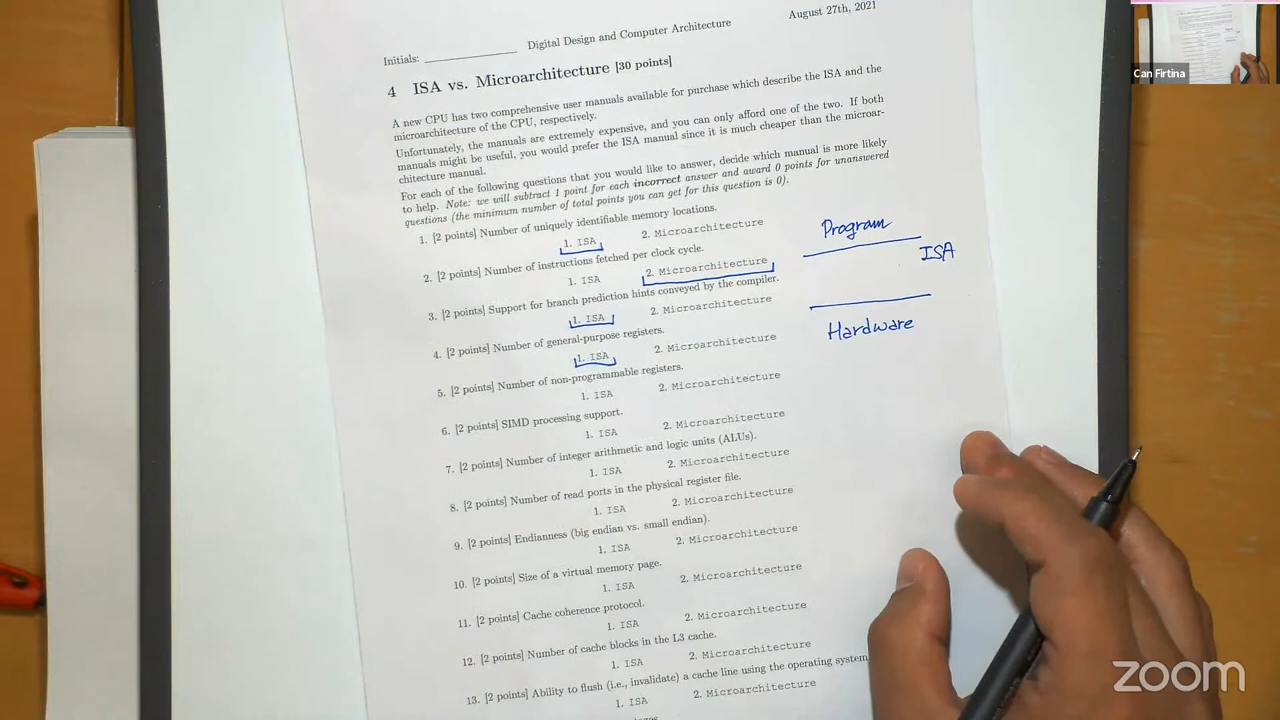 Can Firtina
August 27th, 2021
Initials: Digital Design and Computer Architecture
4 ISA vs. Microarchitecture [30 points]
A new CPU has two comprehensive user manuals available for purchase which describe the ISA and the
microarchitecture of the CPU, respectively.
Unfortunately, the manuals are extremely expensive, and you can only afford one of the two. If both
manuals might be useful, you would prefer the ISA manual since it is much cheaper than the microar-
chitecture manual.
For each of the following questions that you would like to answer, decide which manual is more likely
to help. Note: we will subtract 1 point for each incorrect answer and award 0 points for unanswered
questions (the minimum number of total points you can get for this question is 0).
1. [2 points] Number of uniquely identifiable memory locations.
1. ISA 2. Microarchitecture
2. [2 points] Number of instructions fetched per clock cycle.
1. ISA 2. Microarchitecture
3. [2 points] Support for branch prediction hints conveyed by the compiler.
1. ISA 2. Microarchitecture
4. [2 points] Number of general-purpose registers.
1. ISA 2. Microarchitecture
5. [2 points] Number of non-programmable registers.
1. ISA 2. Microarchitecture
6. [2 points] SIMD processing support.
1. ISA 2. Microarchitecture
7. [2 points] Number of integer arithmetic and logic units (ALUs).
1. ISA 2. Microarchitecture
8. [2 points] Number of read ports in the physical register file.
1. ISA 2. Microarchitecture
9. [2 points] Endianness (big endian vs. small endian).
1. ISA 2. Microarchitecture
10. [2 points] Size of a virtual memory page.
1. ISA 2. Microarchitecture
11. [2 points] Cache coherence protocol.
1. ISA 2. Microarchitecture
12. [2 points] Number of cache blocks in the L3 cache.
1. ISA 2. Microarchitecture
13. [2 points] Ability to flush (i.e., invalidate) a cache line using the operating system
1. ISA 2. Microarchitecture
Program
ISA
Hardware
zoom